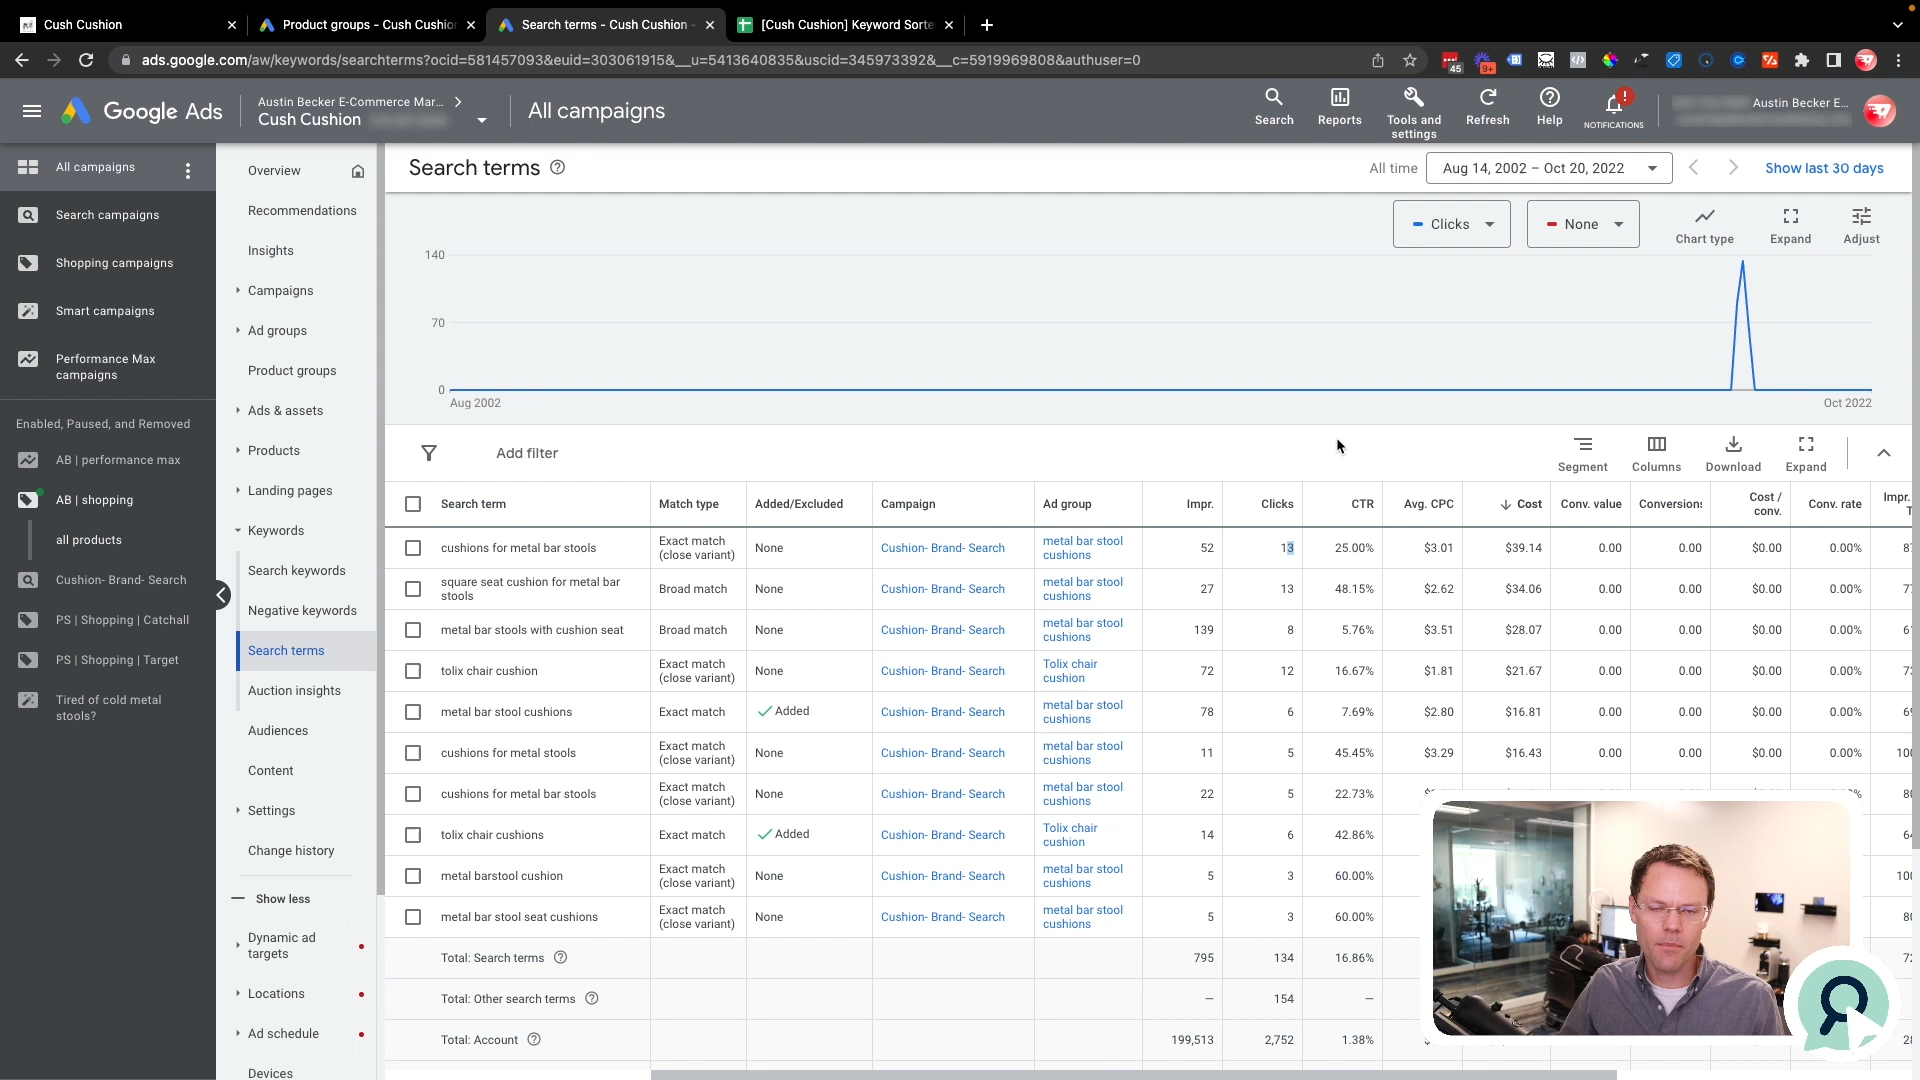 Cush Cushion
Product groups - Cush Cushion
Search terms - Cush Cushion -
[Cush Cushion] Keyword Sorte
ads.google.com/aw/keywords/searchterms?ocid=581457093&euid=303061915&__u=5413640835&uscid=345973392&__c=5919969808&authuser=0
45
9+
Google Ads
Austin Becker E-Commerce Mar...
Cush Cushion
All campaigns
Search
Reports
Tools and settings
Refresh
Help
NOTIFICATIONS
Austin Becker E...
All campaigns
Search campaigns
Shopping campaigns
Smart campaigns
Performance Max
campaigns
Enabled, Paused, and Removed
AB | performance max
AB | shopping
all products
Cushion- Brand- Search
PS | Shopping | Catchall
PS | Shopping | Target
Tired of cold metal
stools?
Overview
Recommendations
Insights
Campaigns
Ad groups
Product groups
Ads & assets
Products
Landing pages
Keywords
Search keywords
Negative keywords
Search terms
Auction insights
Audiences
Content
Settings
Change history
Show less
Dynamic ad
targets
Locations
Ad schedule
Devices
Search terms
All time
Aug 14, 2002 – Oct 20, 2022
Show last 30 days
Clicks
None
Chart type
Expand
Adjust
140
70
0
Aug 2002
Oct 2022
Add filter
Segment
Columns
Download
Expand
Search term Match type Added/Excluded Campaign Ad group Impr. Clicks CTR Avg. CPC Cost Conv. value Conversions Cost / conv. Conv. rate Impr.
cushions for metal bar stools Exact match (close variant) None Cushion- Brand- Search metal bar stool cushions 52 13 25.00% $3.01 $39.14 0.00 0.00 $0.00 0.00%
square seat cushion for metal bar stools Broad match None Cushion- Brand- Search metal bar stool cushions 27 13 48.15% $2.62 $34.06 0.00 0.00 $0.00 0.00%
metal bar stools with cushion seat Broad match None Cushion- Brand- Search metal bar stool cushions 139 8 5.76% $3.51 $28.07 0.00 0.00 $0.00 0.00%
tolix chair cushion Exact match (close variant) None Cushion- Brand- Search Tolix chair cushion 72 12 16.67% $1.81 $21.67 0.00 0.00 $0.00 0.00%
metal bar stool cushions Exact match Added Cushion- Brand- Search metal bar stool cushions 78 6 7.69% $2.80 $16.81 0.00 0.00 $0.00 0.00%
cushions for metal stools Exact match (close variant) None Cushion- Brand- Search metal bar stool cushions 11 5 45.45% $3.29 $16.43 0.00 0.00 $0.00 0.00%
cushions for metal bar stools Exact match (close variant) None Cushion- Brand- Search metal bar stool cushions 22 5 22.73%
tolix chair cushions Exact match Added Cushion- Brand- Search Tolix chair cushion 14 6 42.86%
metal barstool cushion Exact match (close variant) None Cushion- Brand- Search metal bar stool cushions 5 3 60.00%
metal bar stool seat cushions Exact match (close variant) None Cushion- Brand- Search metal bar stool cushions 5 3 60.00%
Total: Search terms 795 134 16.86%
Total: Other search terms – 154 –
Total: Account 199,513 2,752 1.38%